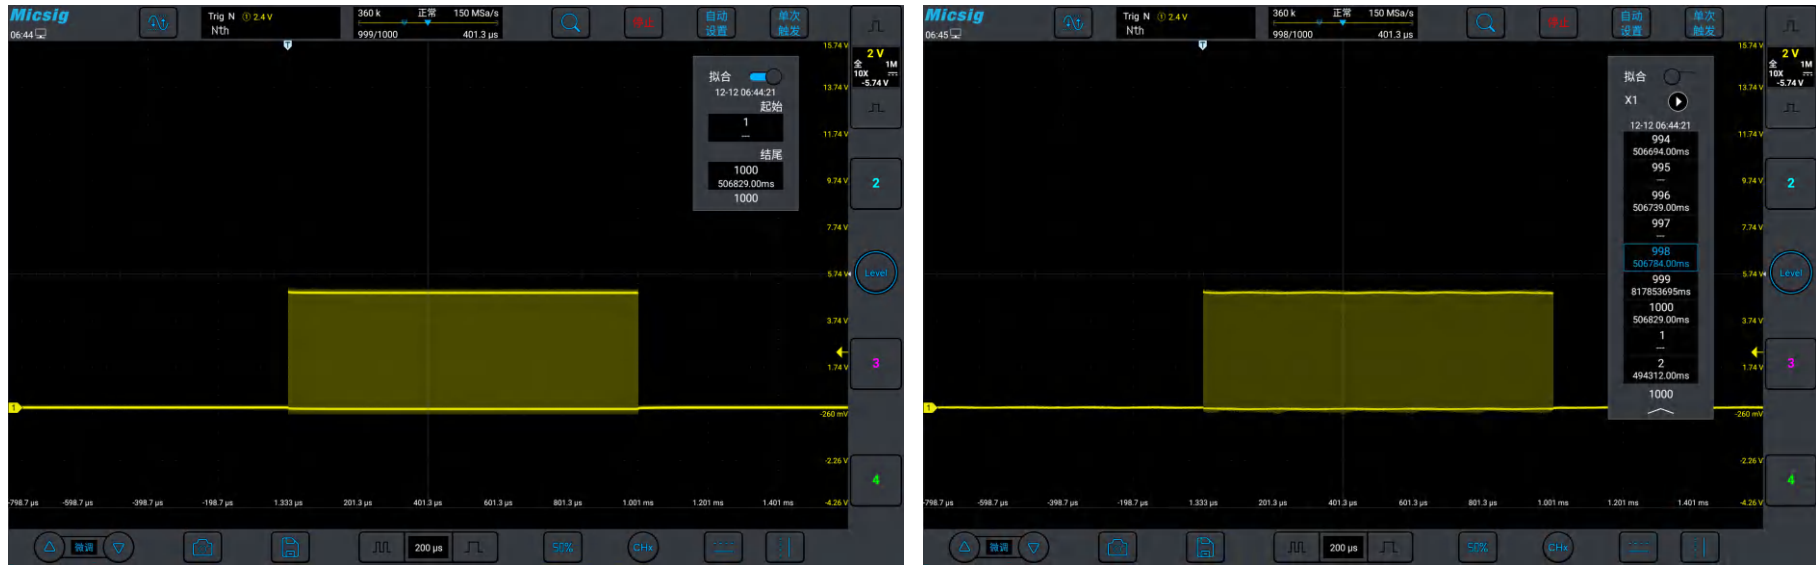 Micsig
06:44
Trig N ① 2.4 V
Nth
360 k 正常 150 MSa/s
999/1000 401.3 μs
停止
自动
设置
单次
触发
2 V
全 1M
10X
-5.74 V
拟合
12-12 06:44:21
起始
1
---
结尾
1000
506829.00ms
1000
15.74 V
13.74 V
11.74 V
9.74 V
7.74 V
5.74 V
3.74 V
1.74 V
-260 mV
-2.26 V
-4.26 V
2
Level
3
4
1
T
-798.7 μs -598.7 μs -398.7 μs -198.7 μs 1.333 μs 201.3 μs 401.3 μs 601.3 μs 801.3 μs 1.001 ms 1.201 ms 1.401 ms
微调
200 μs
50%
CHx
Micsig
06:45
Trig N ① 2.4 V
Nth
360 k 正常 150 MSa/s
998/1000 401.3 μs
停止
自动
设置
单次
触发
2 V
全 1M
10X
-5.74 V
拟合
X1
12-12 06:44:21
994
506694.00ms
995
---
996
506739.00ms
997
---
998
506784.00ms
999
817853695ms
1000
506829.00ms
1
---
2
494312.00ms
1000
15.74 V
13.74 V
11.74 V
9.74 V
7.74 V
5.74 V
3.74 V
1.74 V
-260 mV
-2.26 V
-4.26 V
2
Level
3
4
1
T
-798.7 μs -598.7 μs -398.7 μs -198.7 μs 1.333 μs 201.3 μs 401.3 μs 601.3 μs 801.3 μs 1.001 ms 1.201 ms 1.401 ms
微调
200 μs
50%
CHx